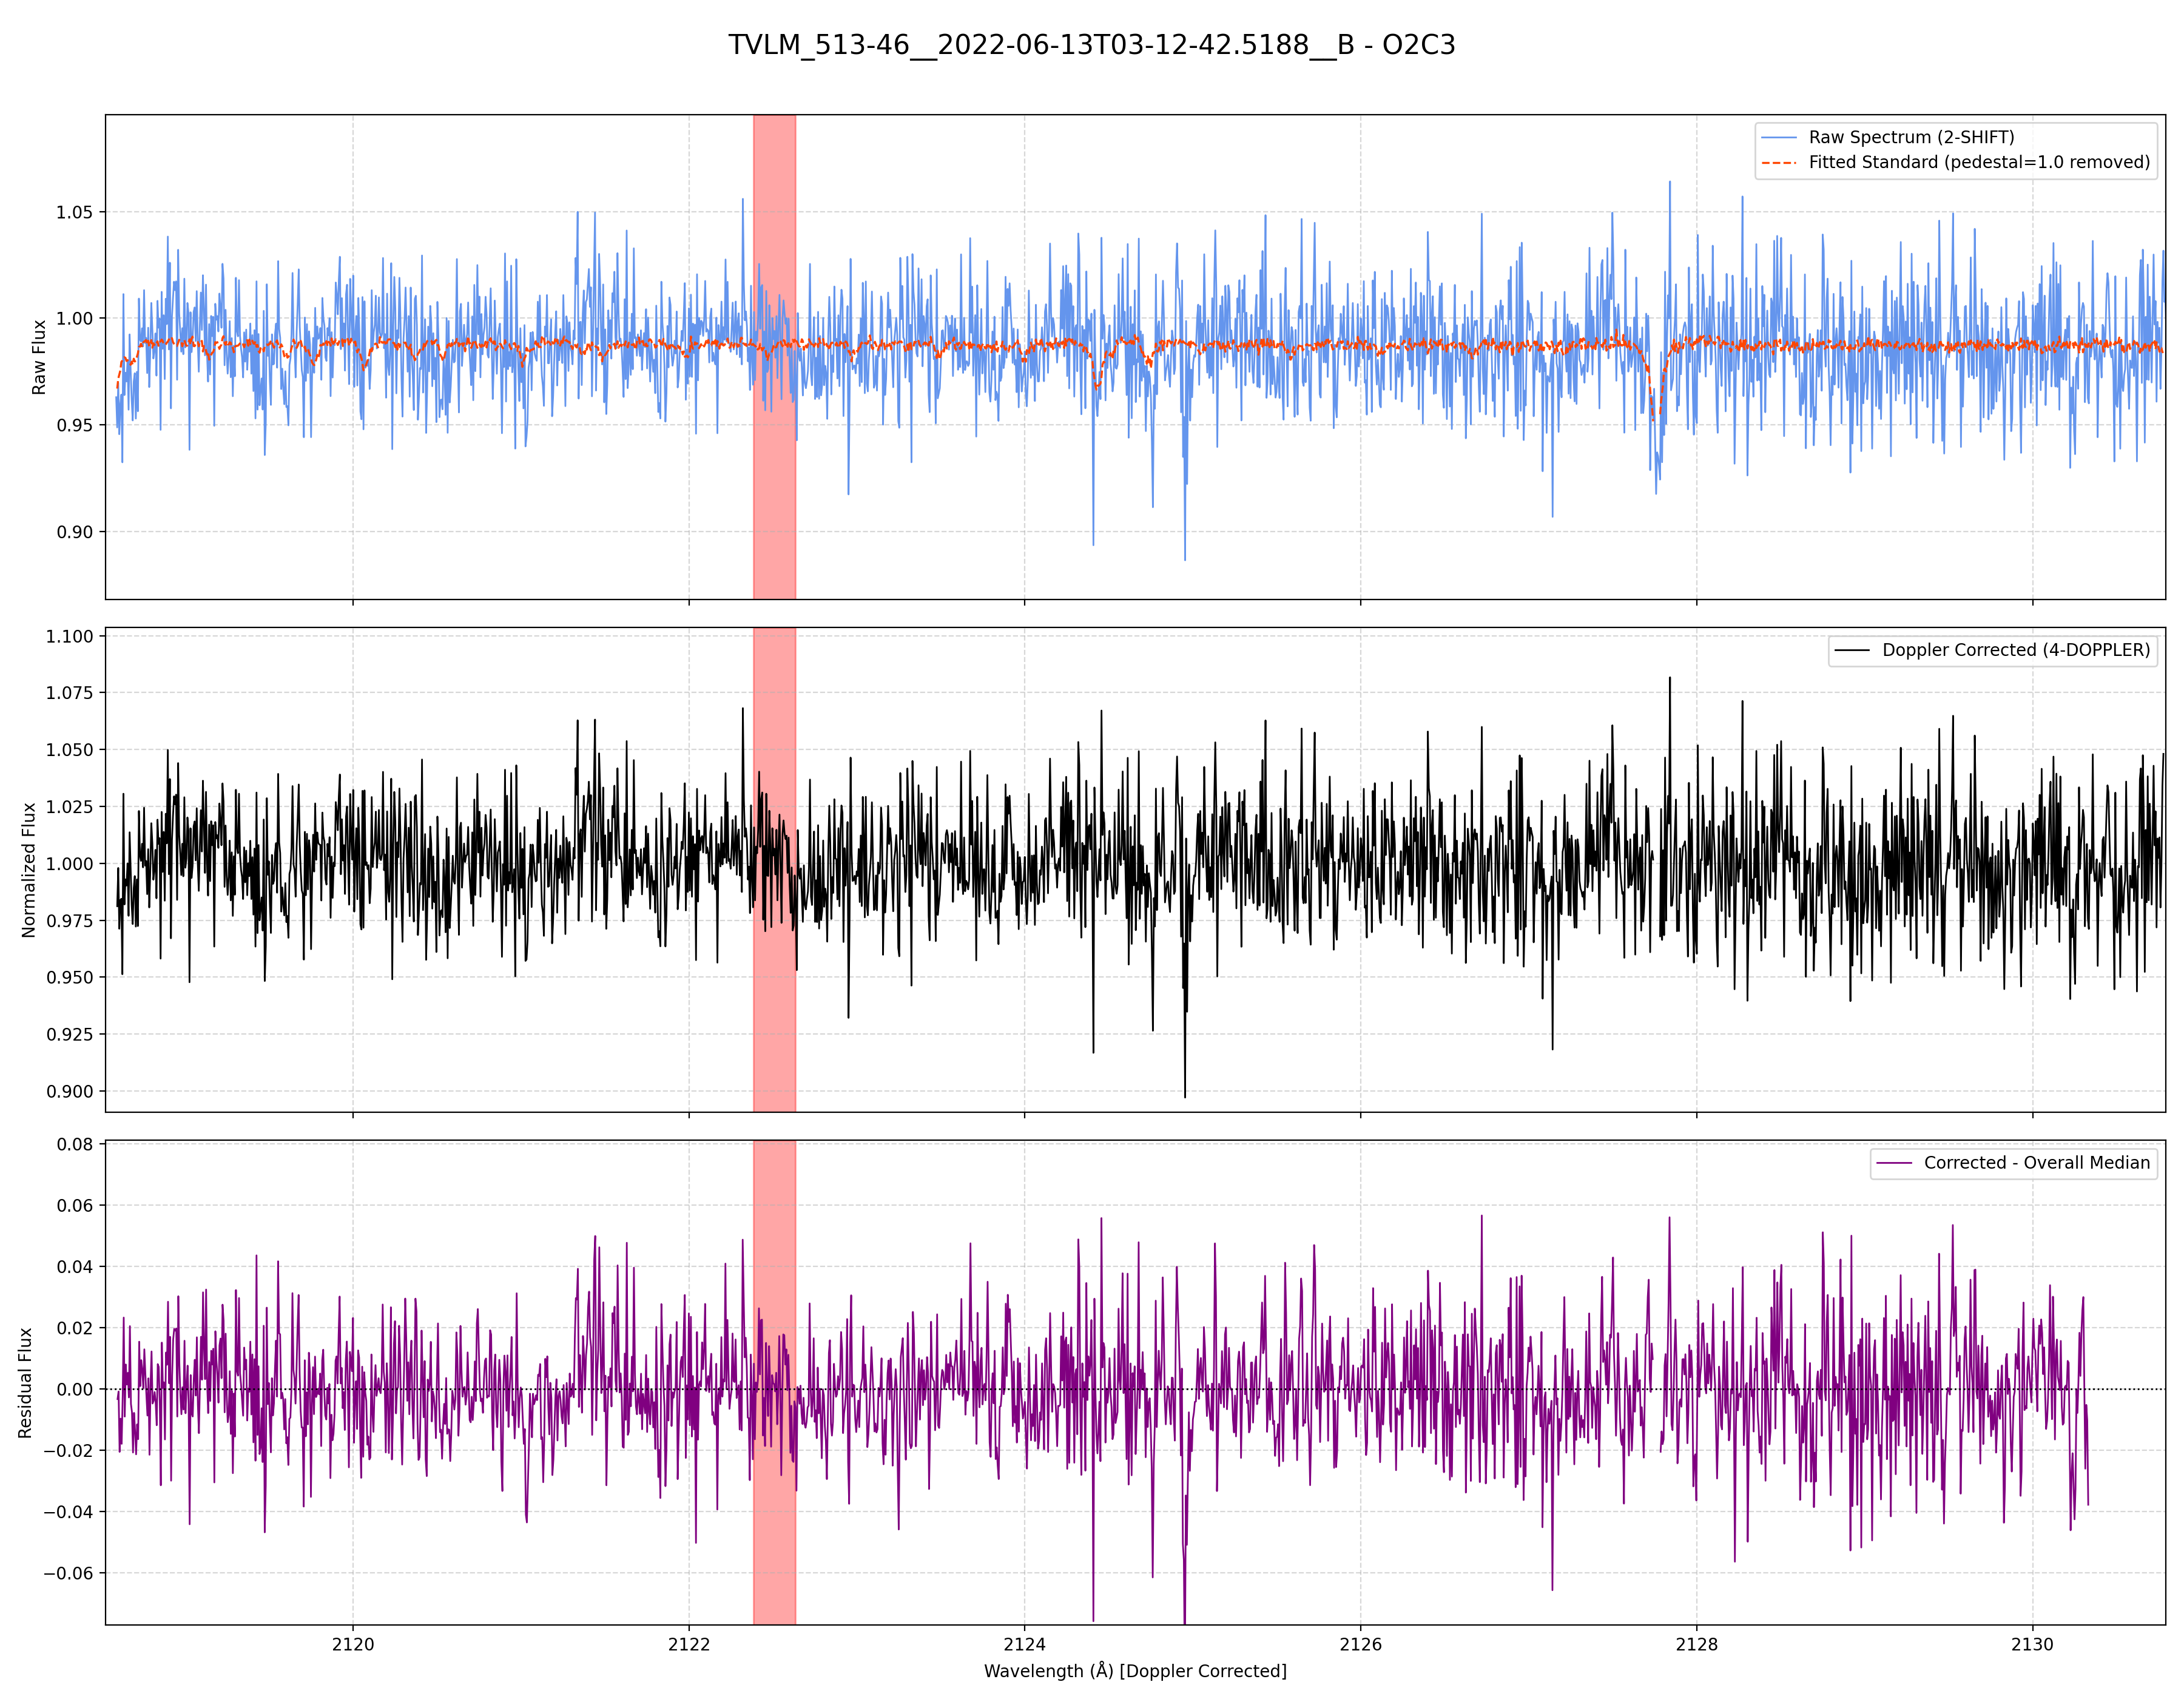 TVLM_513-46__2022-06-13T03-12-42.5188__B - O2C3
Raw Spectrum (2-SHIFT)
Fitted Standard (pedestal=1.0 removed)
1.05
1.00
0.95
0.90
Raw Flux
Doppler Corrected (4-DOPPLER)
1.100
1.075
1.050
1.025
1.000
0.975
0.950
0.925
0.900
Normalized Flux
Corrected - Overall Median
0.08
0.06
0.04
0.02
0.00
−0.02
−0.04
−0.06
Residual Flux
2120 2122 2124 2126 2128 2130
Wavelength (Å) [Doppler Corrected]